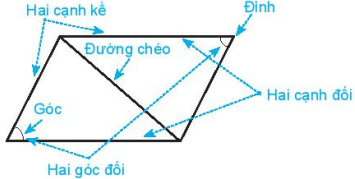 Hai cạnh kề
Đỉnh
Đường chéo
Góc
Hai cạnh đối
Hai góc đối